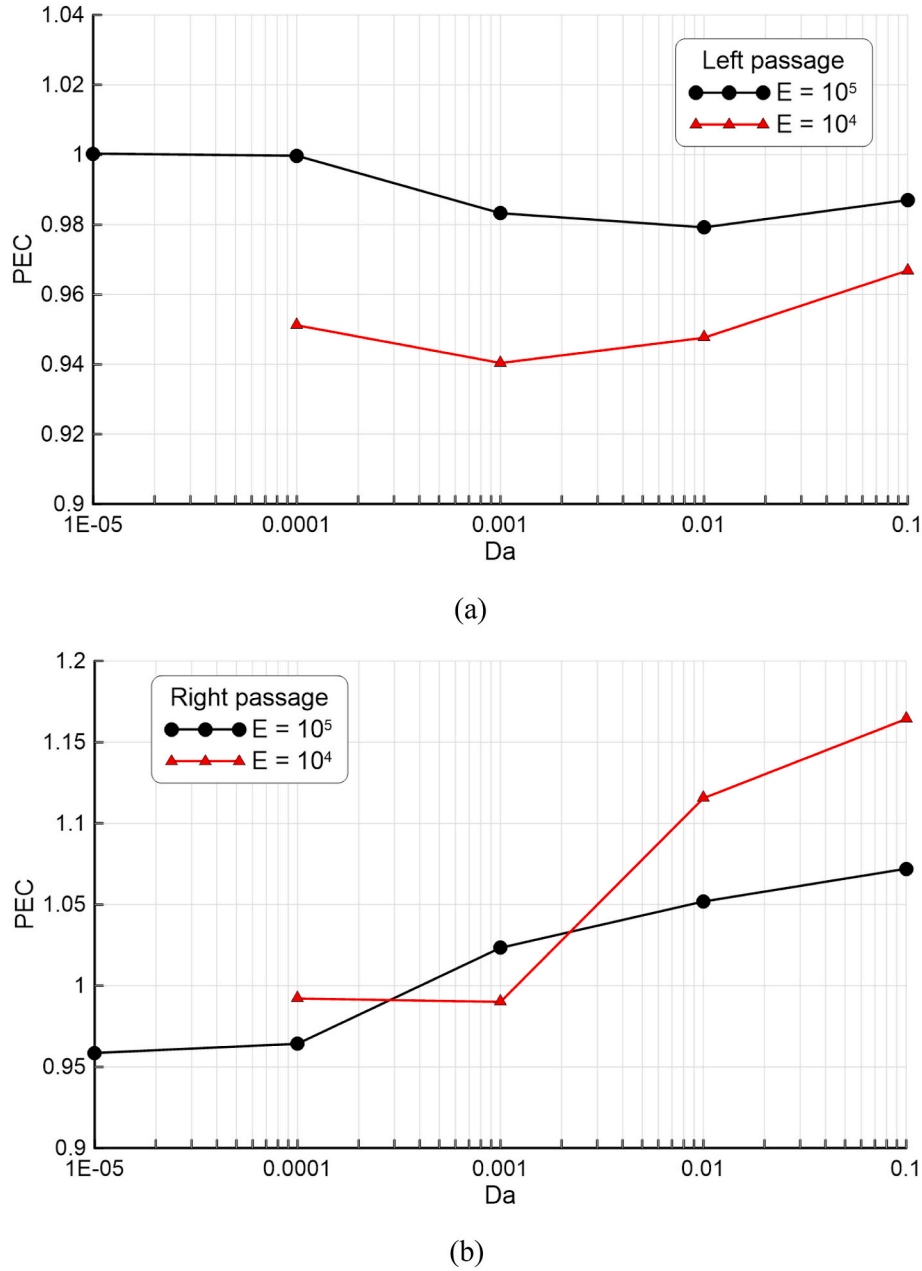 1.04
1.02
1
0.98
0.96
0.94
0.92
0.9
PEC
Left passage
E = 10⁵
E = 10⁴
1E-05 0.0001 0.001 0.01 0.1
Da
(a)
1.2
1.15
1.1
1.05
1
0.95
0.9
PEC
Right passage
E = 10⁵
E = 10⁴
1E-05 0.0001 0.001 0.01 0.1
Da
(b)